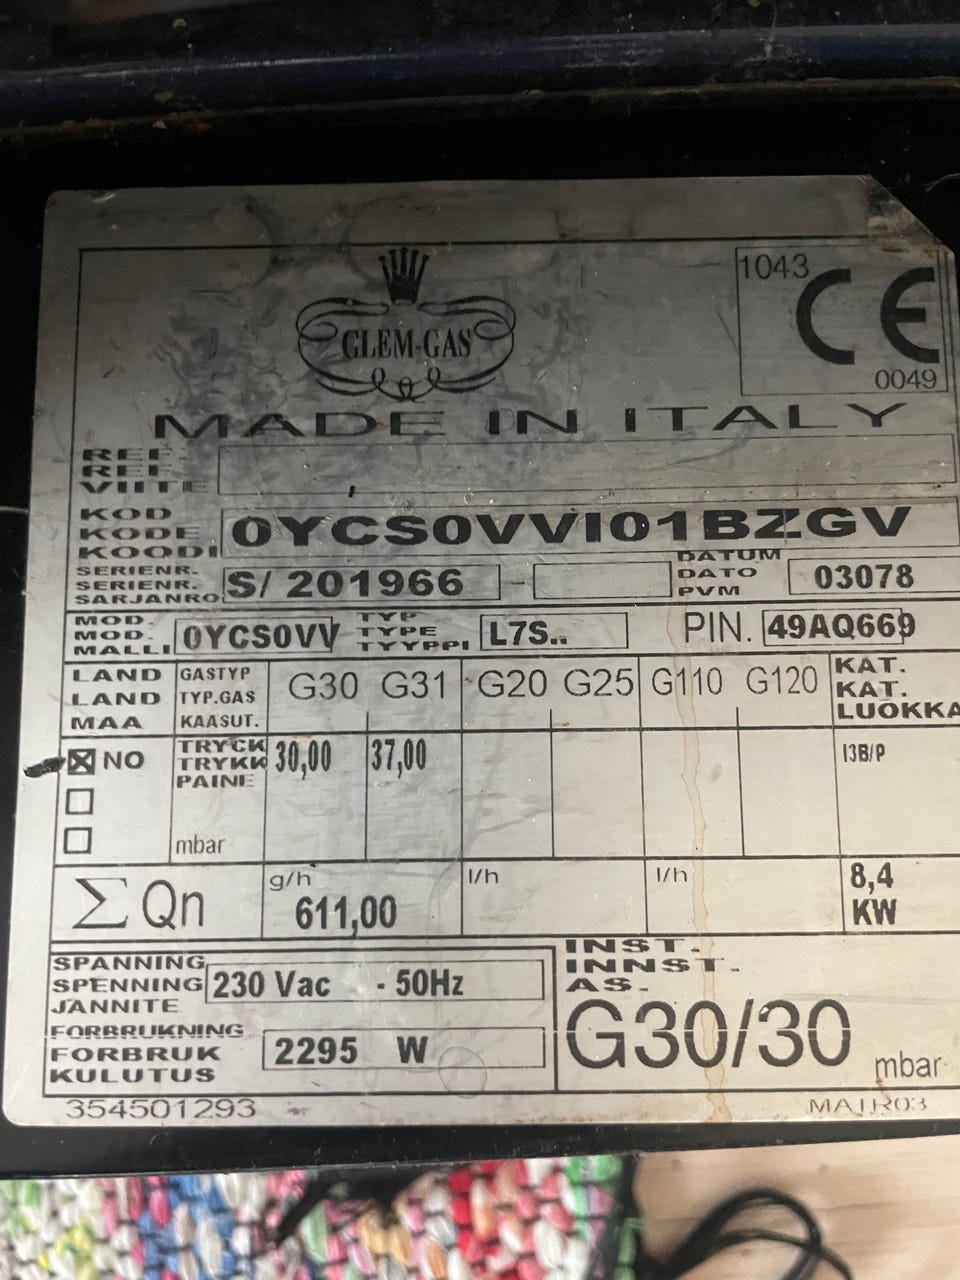 1043
CE
0049
GLEM-GAS
MADE IN ITALY
REF.
REF.
VIITE
KOD
KODE
KOODI
0YCS0VVI01BZGV
SERIENR.
SERIENR.
SARJANRO
S/ 201966 -
DATUM
DATO
PVM
03078
MOD.
MOD.
MALLI
0YCS0VV
TYP
TYPE
TYYPPI
L7S..
PIN. 49AQ669
LAND
LAND
MAA
GASTYP
TYP.GAS
KAASUT.
G30 G31 G20 G25 G110 G120
KAT.
KAT.
LUOKKA
NO
TRYCK
TRYKK
PAINE
mbar
30,00 37,00
I3B/P
ΣQn
g/h
611,00
l/h
l/h
8,4
KW
SPANNING
SPENNING
JANNITE
230 Vac - 50Hz
FORBRUKNING
FORBRUK
KULUTUS
2295 W
INST.
INNST.
AS.
G30/30 mbar
354501293
MATR03